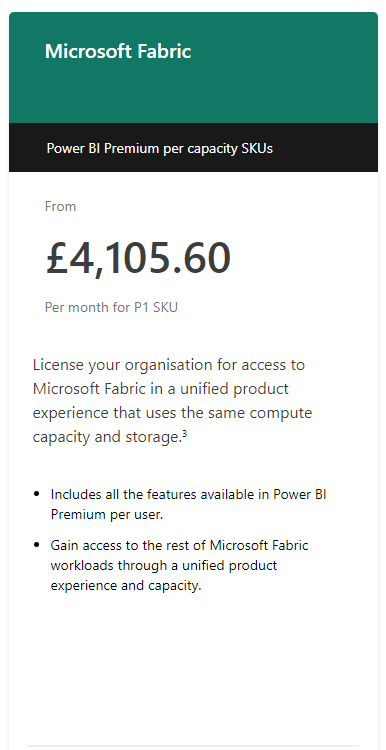 Microsoft Fabric
Power BI Premium per capacity SKUs
From
£4,105.60
Per month for P1 SKU
License your organisation for access to
Microsoft Fabric in a unified product
experience that uses the same compute
capacity and storage.³
• Includes all the features available in Power BI
Premium per user.
• Gain access to the rest of Microsoft Fabric
workloads through a unified product
experience and capacity.